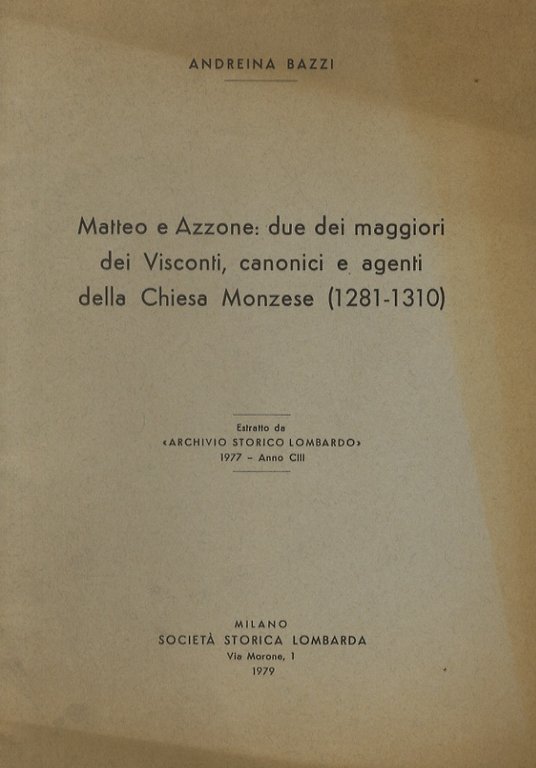 ANDREINA BAZZI
Matteo e Azzone: due dei maggiori
dei Visconti, canonici e agenti
della Chiesa Monzese (1281-1310)
Estratto da
«ARCHIVIO STORICO LOMBARDO»
1977 - Anno CIII
MILANO
SOCIETÀ STORICA LOMBARDA
Via Morone, 1
1979